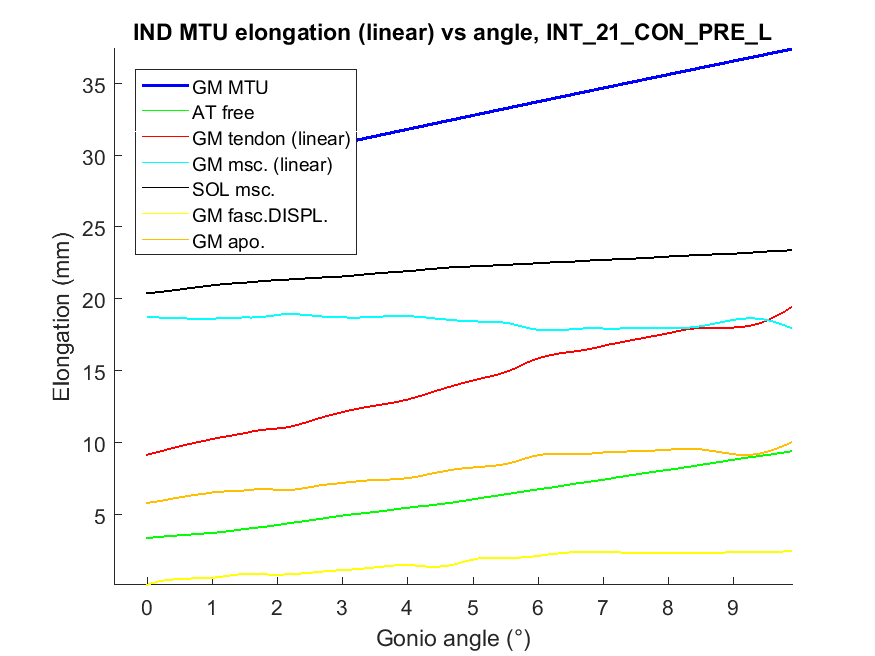 IND MTU elongation (linear) vs angle, INT_21_CON_PRE_L
GM MTU
AT free
GM tendon (linear)
GM msc. (linear)
SOL msc.
GM fasc.DISPL.
GM apo.
Elongation (mm)
35
30
25
20
15
10
5
0 1 2 3 4 5 6 7 8 9
Gonio angle (°)